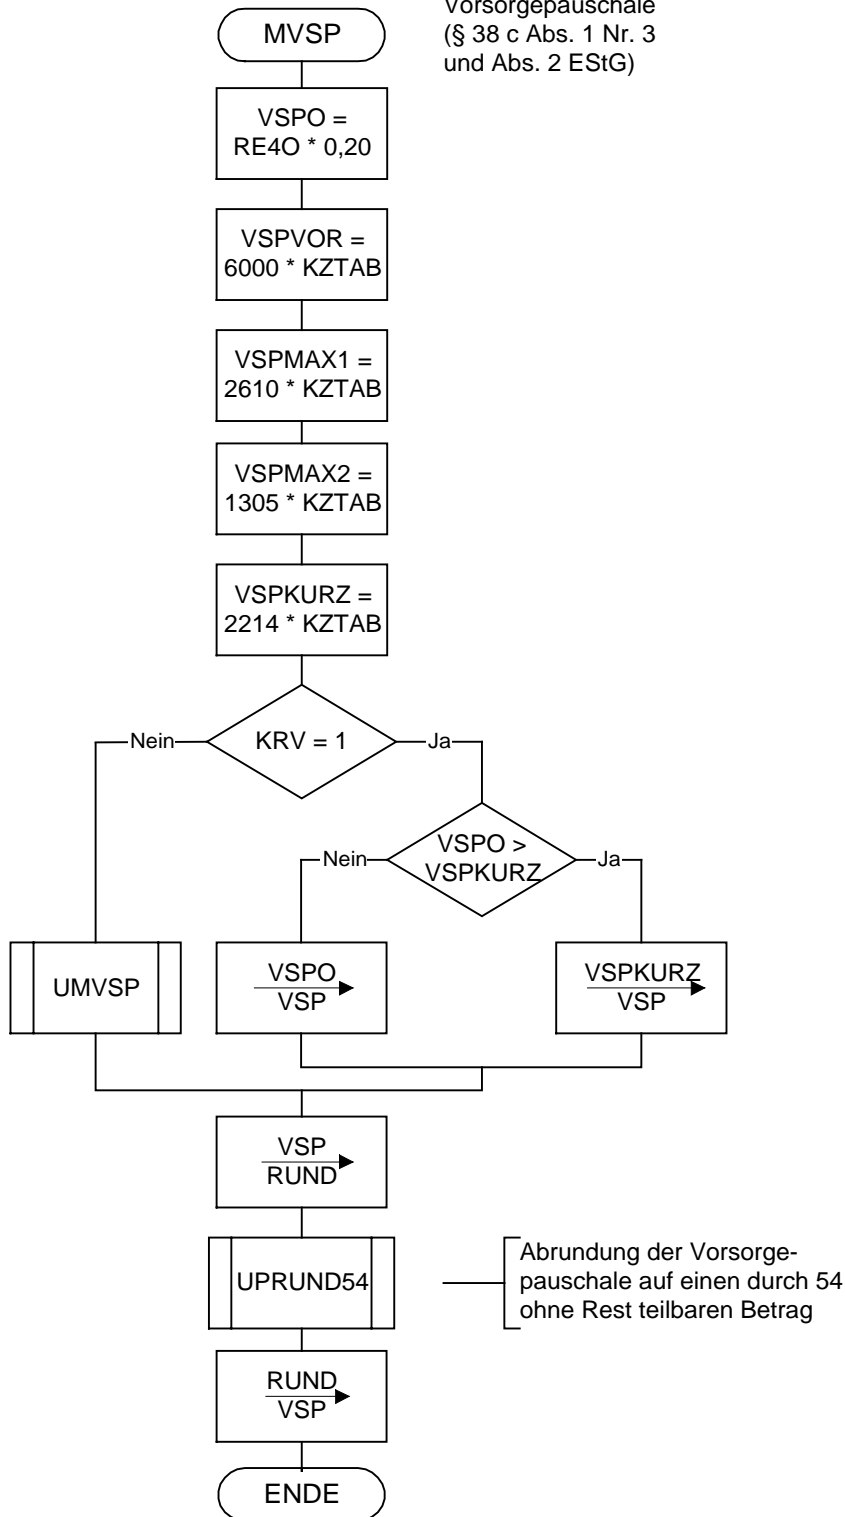 Vorsorgepauschale
(§ 38 c Abs. 1 Nr. 3
und Abs. 2 EStG)
MVSP
VSPO =
RE4O * 0,20
VSPVOR =
6000 * KZTAB
VSPMAX1 =
2610 * KZTAB
VSPMAX2 =
1305 * KZTAB
VSPKURZ =
2214 * KZTAB
Nein
KRV = 1
Ja
Nein
VSPO >
VSPKURZ
Ja
UMVSP
VSPO
VSP
VSPKURZ
VSP
VSP
RUND
UPRUND54
Abrundung der Vorsorge-
pauschale auf einen durch 54
ohne Rest teilbaren Betrag
RUND
VSP
ENDE